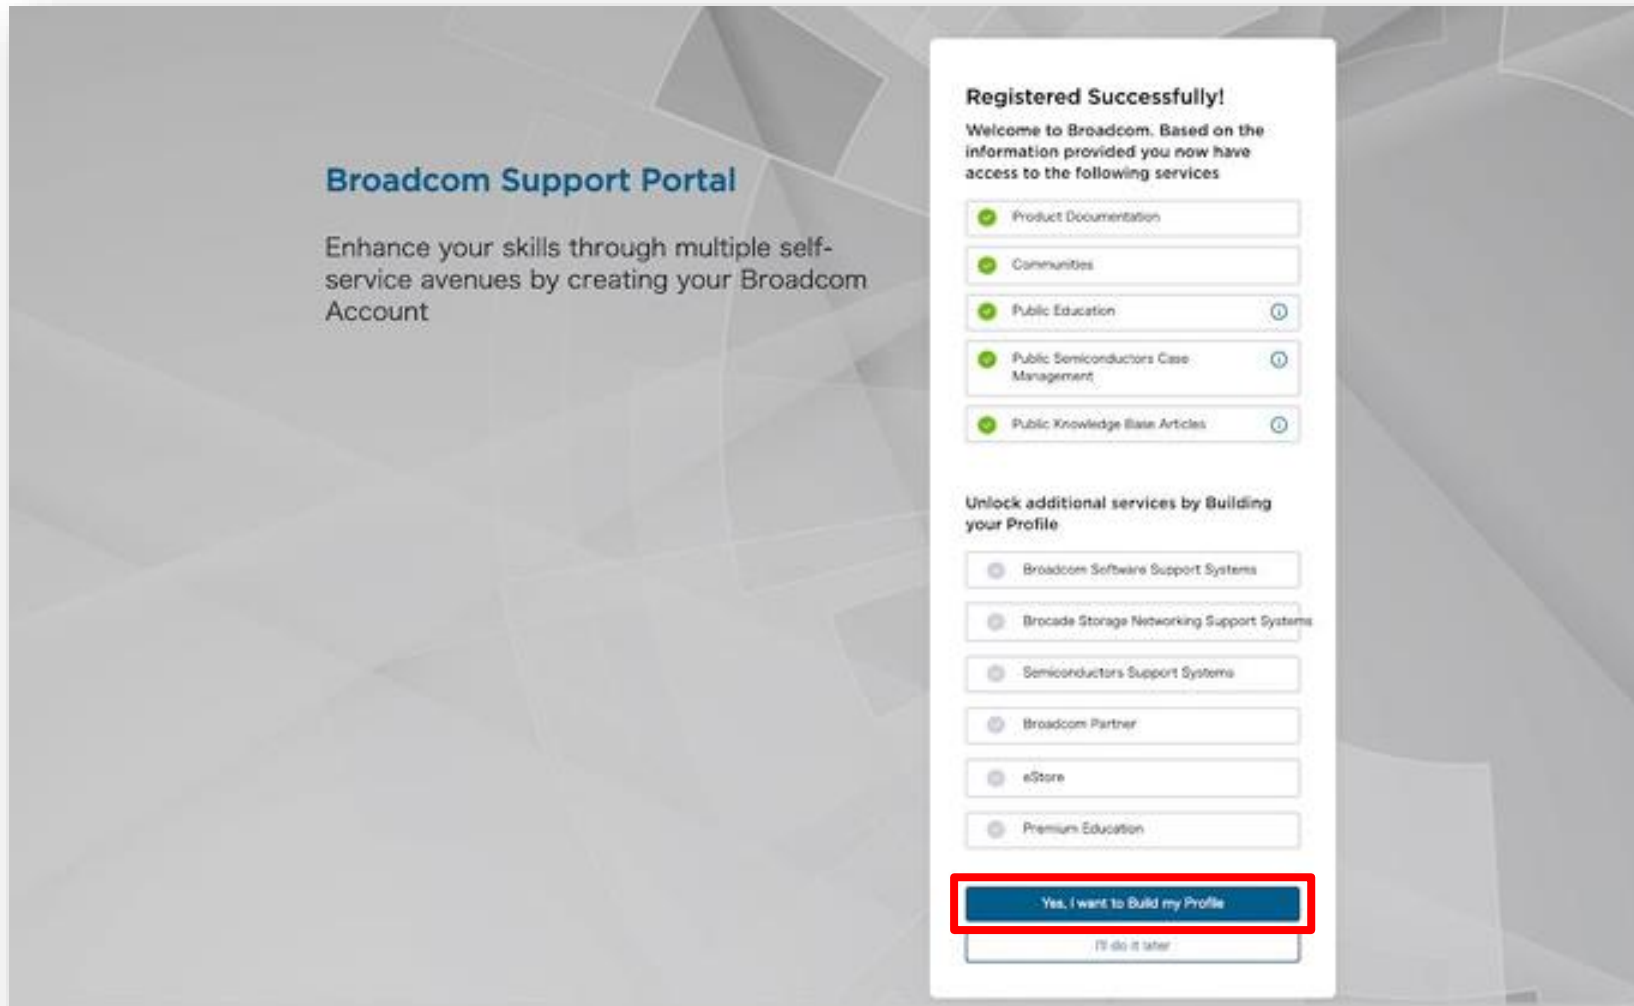 Broadcom Support Portal
Enhance your skills through multiple self-
service avenues by creating your Broadcom
Account
Registered Successfully!
Welcome to Broadcom. Based on the
information provided you now have
access to the following services
Product Documentation
Communities
Public Education
Public Semiconductors Case
Management
Public Knowledge Base Articles
Unlock additional services by Building
your Profile
Broadcom Software Support Systems
Brocade Storage Networking Support Systems
Semiconductors Support Systems
Broadcom Partner
eStore
Premium Education
Yes, I want to Build my Profile
I'll do it later